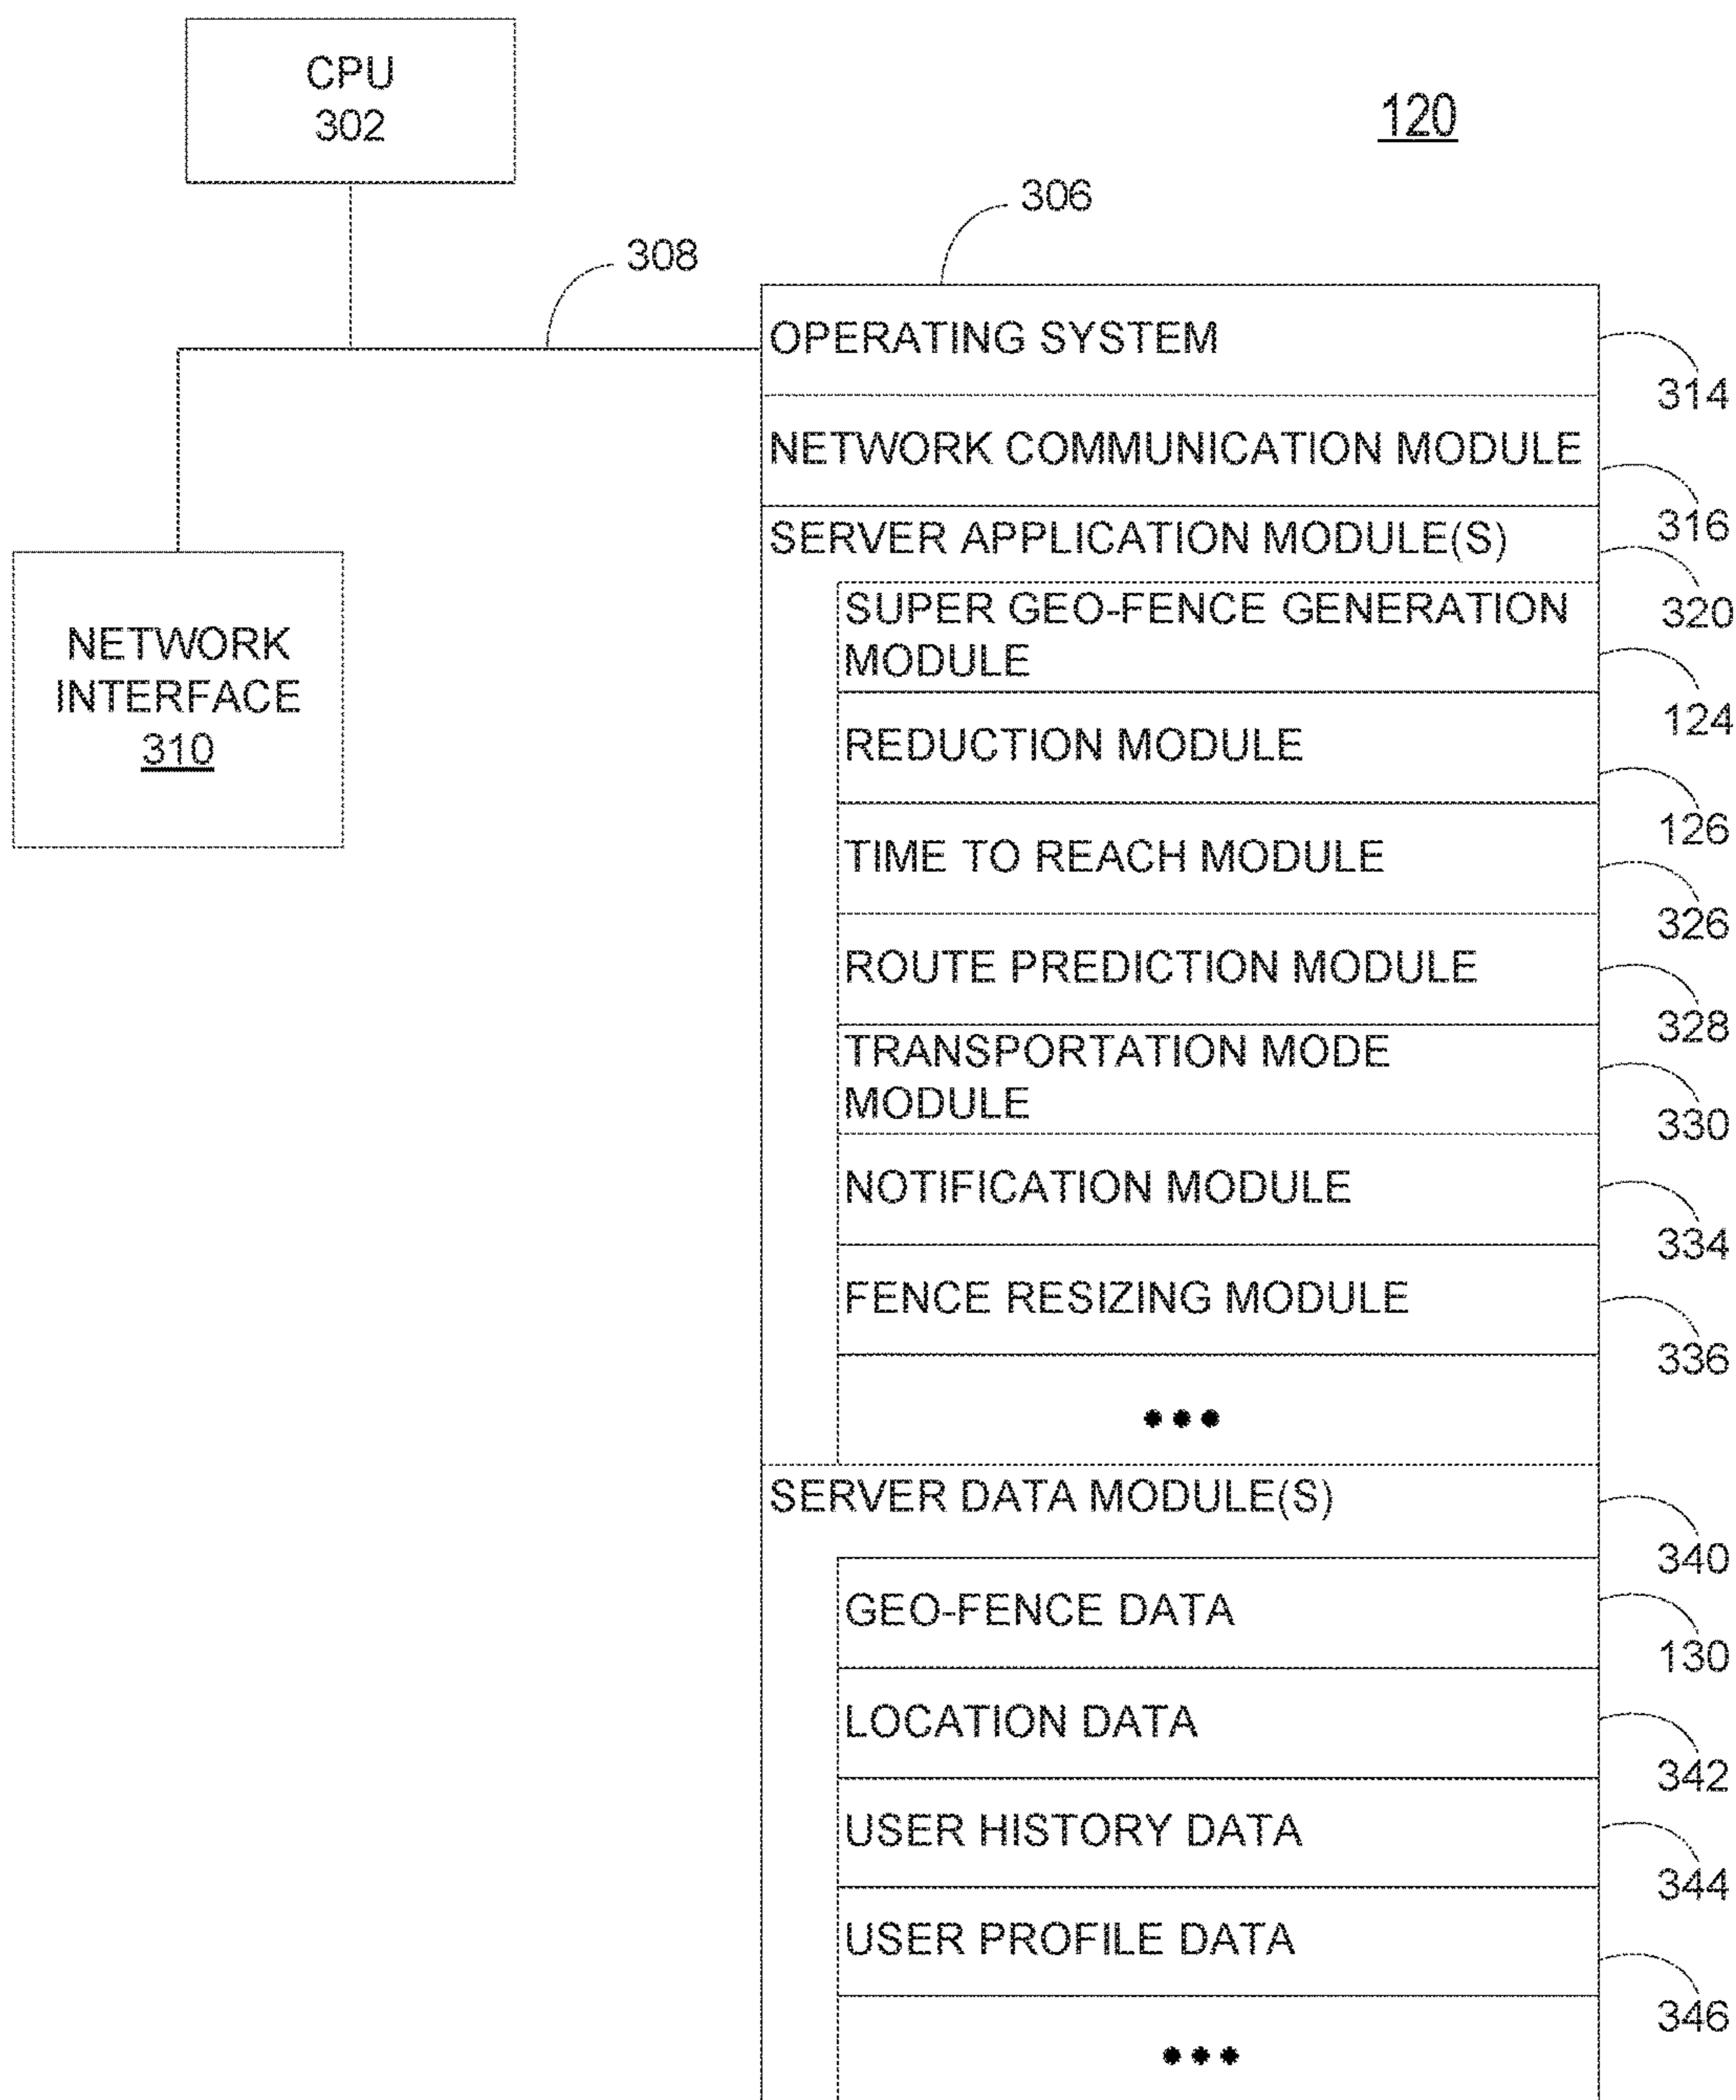 CPU
302
120
306
308
OPERATING SYSTEM
314
NETWORK COMMUNICATION MODULE
316
SERVER APPLICATION MODULE(S)
320
SUPER GEO-FENCE GENERATION
MODULE
124
NETWORK
INTERFACE
310
REDUCTION MODULE
126
TIME TO REACH MODULE
326
ROUTE PREDICTION MODULE
328
TRANSPORTATION MODE
MODULE
330
NOTIFICATION MODULE
334
FENCE RESIZING MODULE
336
•••
SERVER DATA MODULE(S)
340
GEO-FENCE DATA
130
LOCATION DATA
342
USER HISTORY DATA
344
USER PROFILE DATA
346
•••